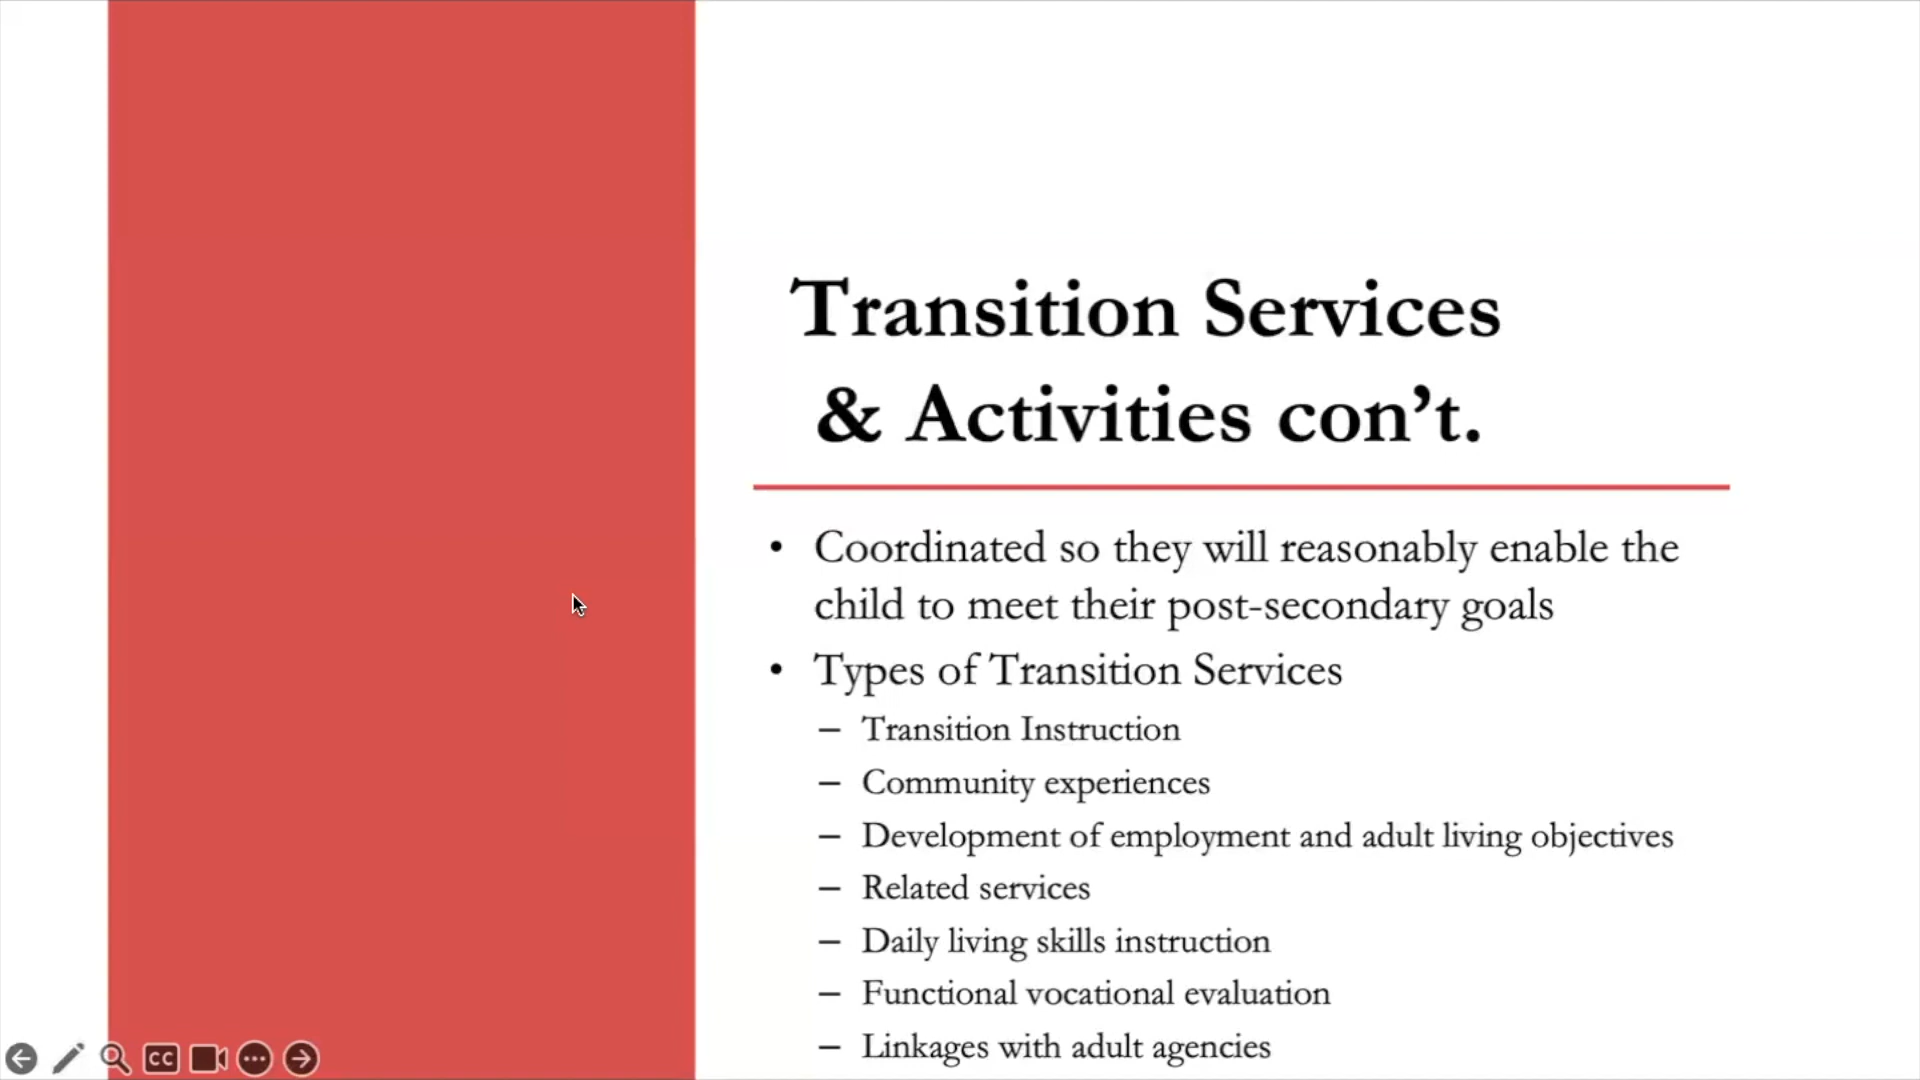 Transition Services
& Activities con’t.
• Coordinated so they will reasonably enable the
child to meet their post-secondary goals
• Types of Transition Services
– Transition Instruction
– Community experiences
– Development of employment and adult living objectives
– Related services
– Daily living skills instruction
– Functional vocational evaluation
– Linkages with adult agencies
CC